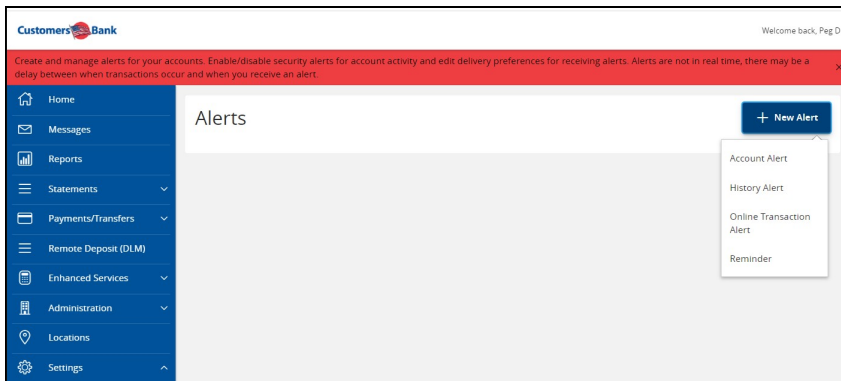 Customers Bank
Welcome back, Peg D
Create and manage alerts for your accounts. Enable/disable security alerts for account activity and edit delivery preferences for receiving alerts. Alerts are not in real time, there may be a
delay between when transactions occur and when you receive an alert.
Home
Messages
Reports
Statements
Payments/Transfers
Remote Deposit (DLM)
Enhanced Services
Administration
Locations
Settings
Alerts
+ New Alert
Account Alert
History Alert
Online Transaction
Alert
Reminder